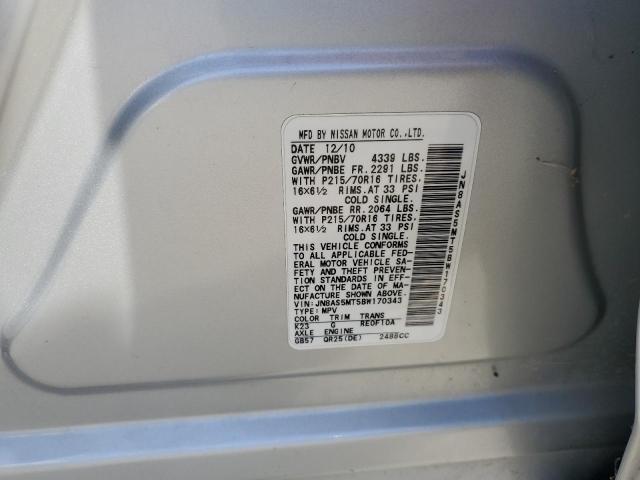 MFD BY NISSAN MOTOR CO.,LTD.
DATE 12/10
GVWR/PNBV 4339 LBS.
GAWR/PNBE FR.2291 LBS.
WITH P215/70R16 TIRES.
16X6½ RIMS.AT 33 PSI
COLD SINGLE.
GAWR/PNBE RR.2064 LBS.
WITH P215/70R16 TIRES.
16X6½ RIMS.AT 33 PSI
COLD SINGLE.
THIS VEHICLE CONFORMS
TO ALL APPLICABLE FED-
ERAL MOTOR VEHICLE SA-
FETY AND THEFT PREVEN-
TION STANDARDS IN EFF-
ECT ON THE DATE OF MA-
NUFACTURE SHOWN ABOVE.
VIN:JN8AS5MT5BW170343
TYPE:MPV
COLOR TRIM TRANS
K23 G RE0F10A
AXLE ENGINE
GB57 QR25(DE) 2488CC
JN8AS5MT5BW170343